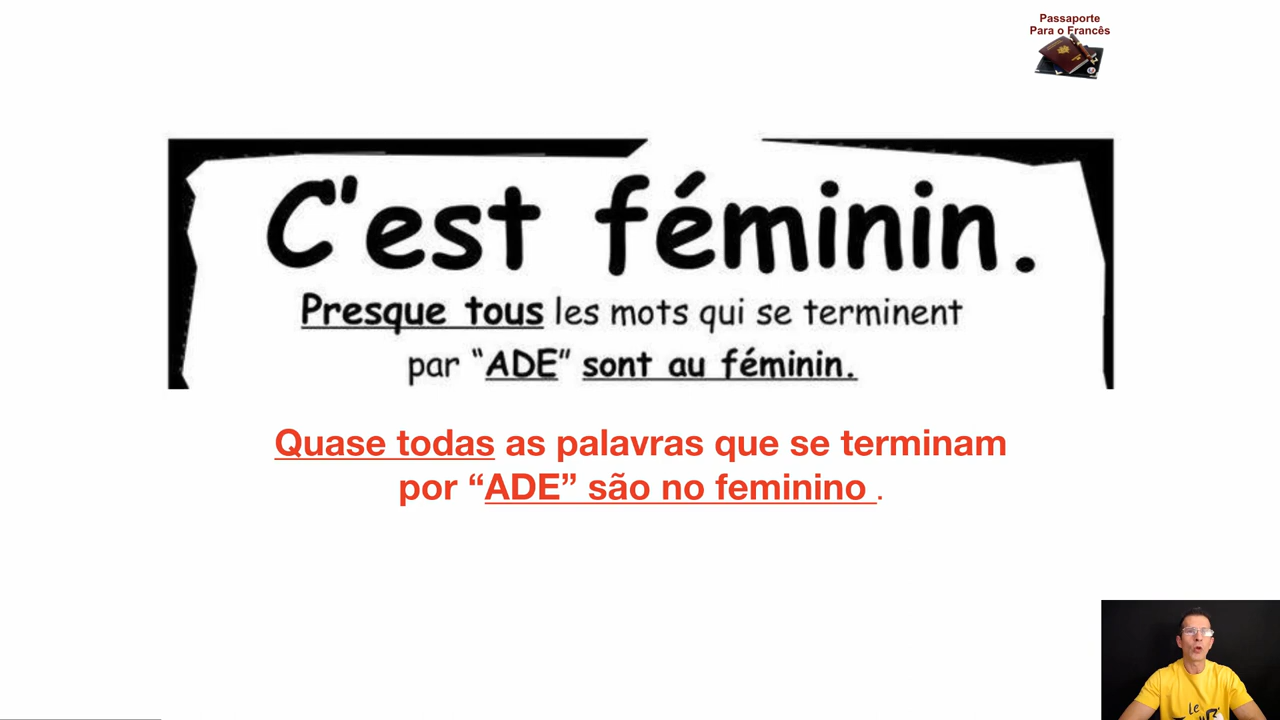 Passaporte
Para o Francês
C'est féminin.
Presque tous les mots qui se terminent
par “ADE” sont au féminin.
Quase todas as palavras que se terminam
por “ADE” são no feminino .
Le